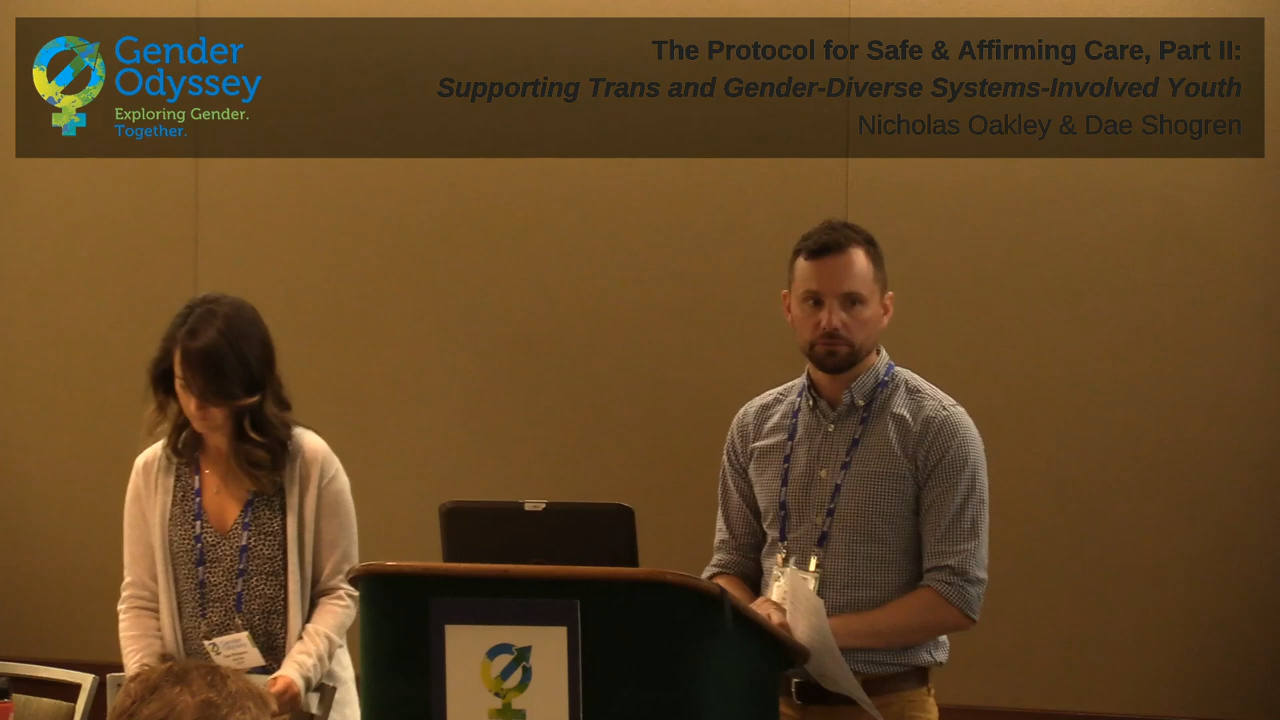 Gender
Odyssey
Exploring Gender.
Together.
The Protocol for Safe & Affirming Care, Part II:
Supporting Trans and Gender-Diverse Systems-Involved Youth
Nicholas Oakley & Dae Shogren